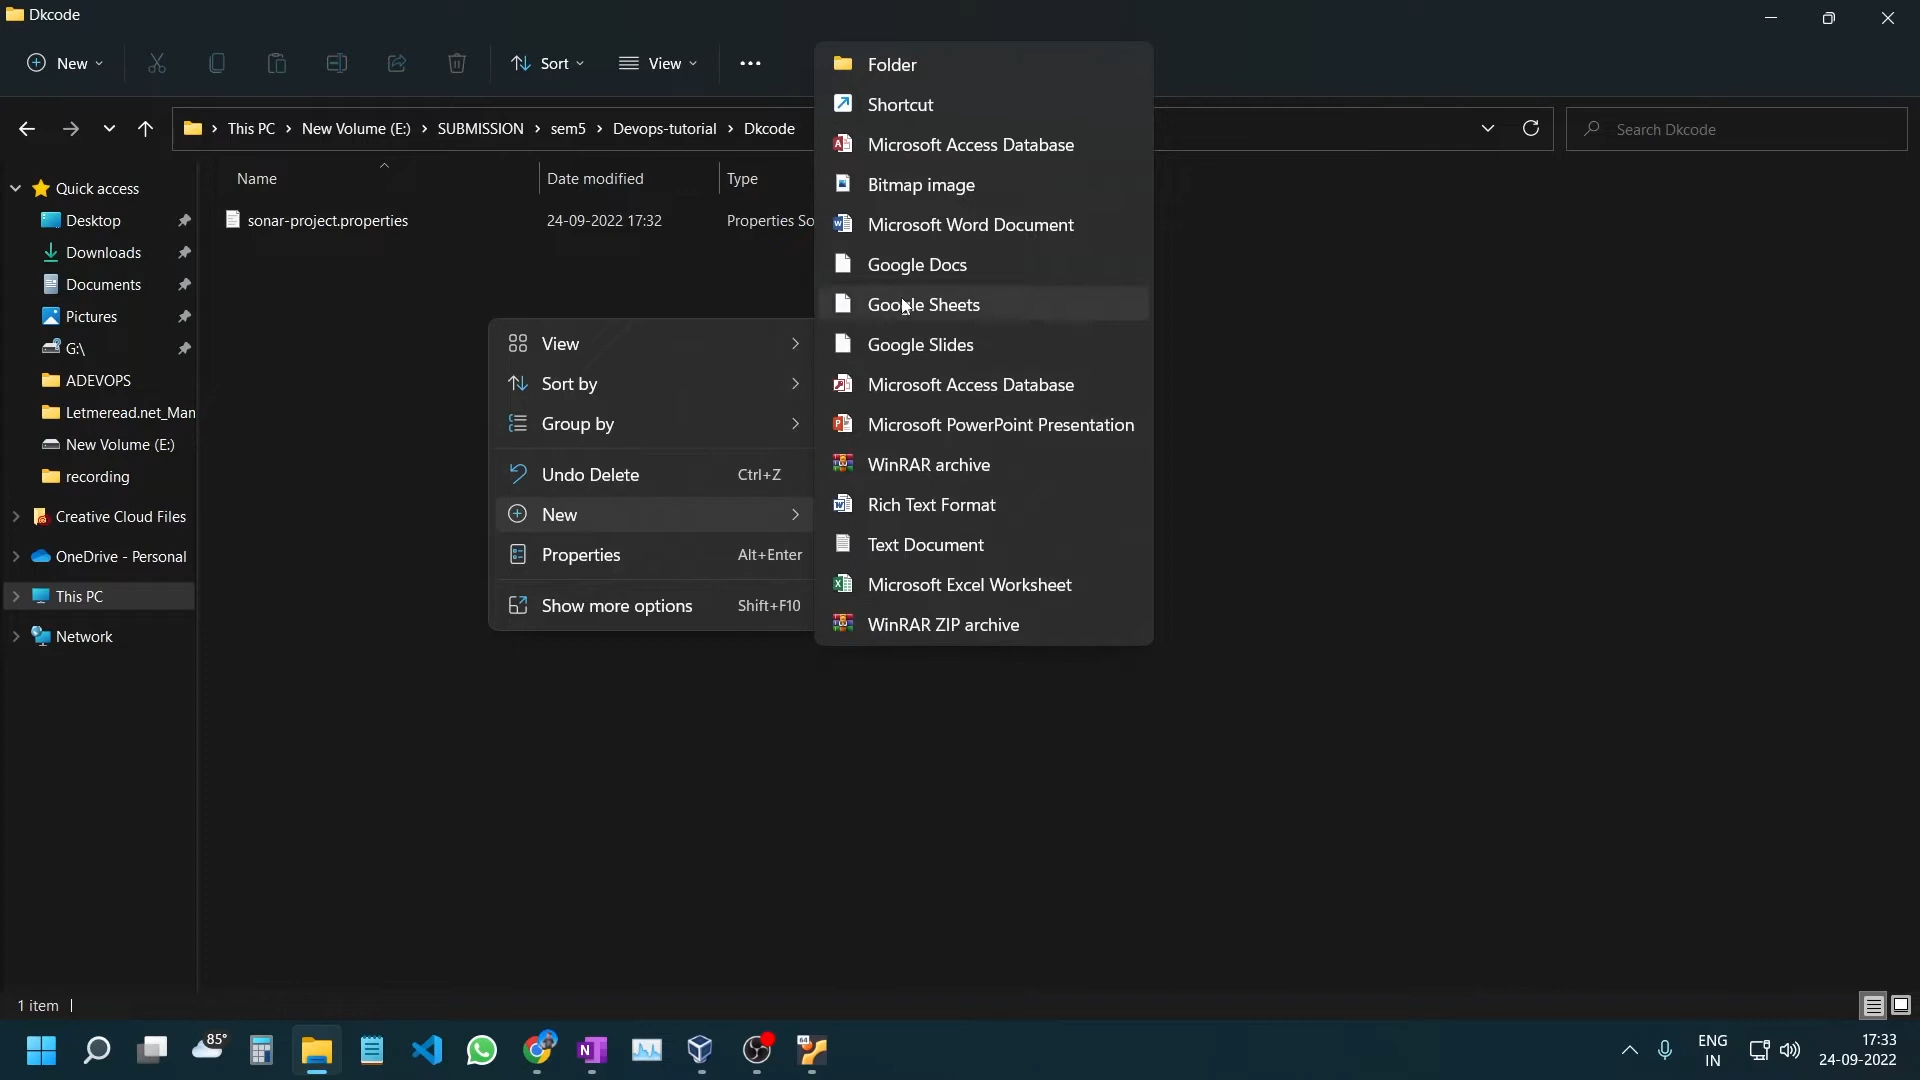 Dkcode
New
Sort
View
This PC
New Volume (E:)
SUBMISSION
sem5
Devops-tutorial
Dkcode
Search Dkcode
Quick access
Desktop
Downloads
Documents
Pictures
G:\
ADEVOPS
Letmeread.net_Man
New Volume (E:)
recording
Creative Cloud Files
OneDrive - Personal
This PC
Network
Name
Date modified
Type
sonar-project.properties
24-09-2022 17:32
Properties So
View
Sort by
Group by
Undo Delete Ctrl+Z
New
Properties Alt+Enter
Show more options Shift+F10
Folder
Shortcut
Microsoft Access Database
Bitmap image
Microsoft Word Document
Google Docs
Google Sheets
Google Slides
Microsoft Access Database
Microsoft PowerPoint Presentation
WinRAR archive
Rich Text Format
Text Document
Microsoft Excel Worksheet
WinRAR ZIP archive
1 item
85°
64
ENG
IN
17:33
24-09-2022